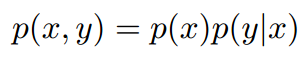 p(x, y) = p(x)p(y|x)